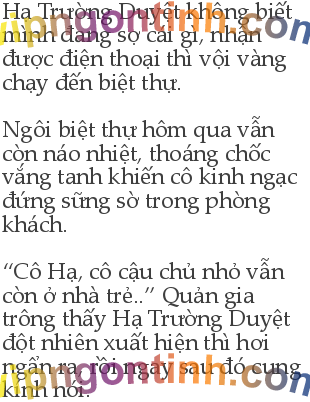 Hạ Trường Duyệt không biết
mình đang sợ cái gì, nhận
được điện thoại thì vội vàng
chạy đến biệt thự.
Ngôi biệt thự hôm qua vẫn
còn náo nhiệt, thoáng chốc
vắng tanh khiến cô kinh ngạc
đứng sững sờ trong phòng
khách.
“Cô Hạ, cô cậu chủ nhỏ vẫn
còn ở nhà trẻ..” Quản gia
trông thấy Hạ Trường Duyệt
đột nhiên xuất hiện thì hơi
ngẩn ra, rồi ngay sau đó cung
kính nói.
vipngontinh.com
vipngontinh.com